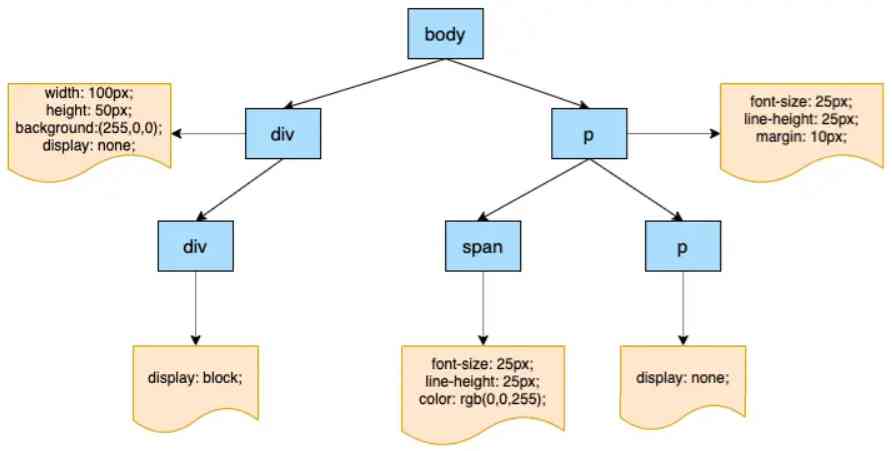 body
width: 100px;
height: 50px;
background:(255,0,0);
display: none;
div
p
font-size: 25px;
line-height: 25px;
margin: 10px;
div
span
p
display: block;
font-size: 25px;
line-height: 25px;
color: rgb(0,0,255);
display: none;